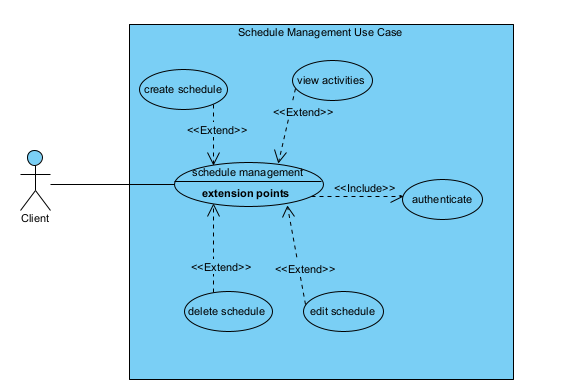 Schedule Management Use Case
create schedule
view activities
<<Extend>>
<<Extend>>
schedule management
extension points
<<Include>>
authenticate
Client
<<Extend>>
<<Extend>>
delete schedule
edit schedule